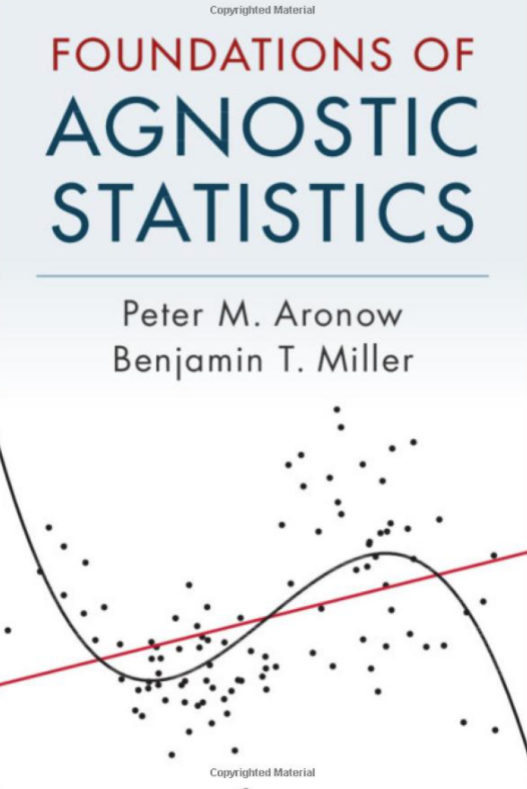 Copyrighted Material
FOUNDATIONS OF
AGNOSTIC
STATISTICS
Peter M. Aronow
Benjamin T. Miller
Copyrighted Material